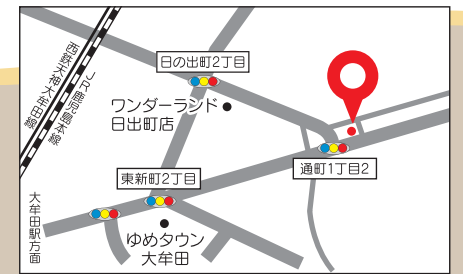 日の出町2丁目
ワンダーランド
日出町店
西鉄天神大牟田線
JR鹿児島本線
東新町2丁目
通町1丁目2
大牟田駅方面
ゆめタウン
大牟田